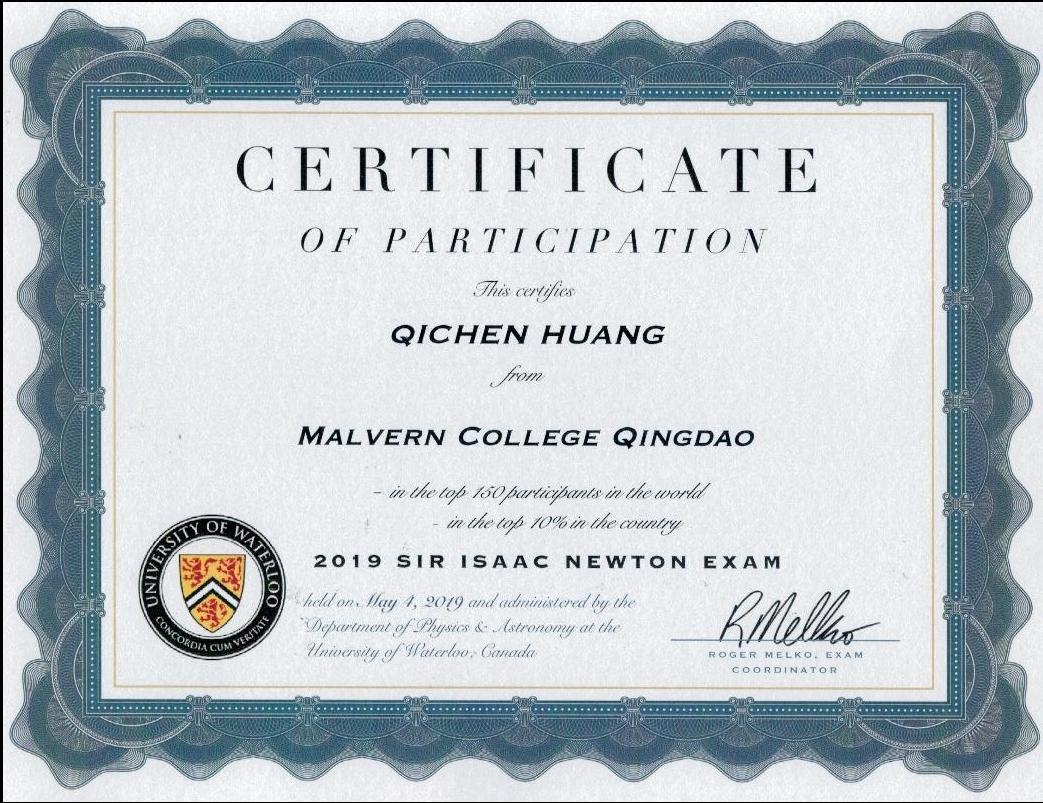 CERTIFICATE
OF PARTICIPATION
This certifies
QICHEN HUANG
from
MALVERN COLLEGE QINGDAO
- in the top 150 participants in the world
- in the top 10% in the country
2019 SIR ISAAC NEWTON EXAM
held on May 1, 2019 and administered by the
Department of Physics & Astronomy at the
University of Waterloo, Canada
UNIVERSITY OF WATERLOO
CONCORDIA CUM VERITATE
RMelko
ROGER MELKO, EXAM
COORDINATOR